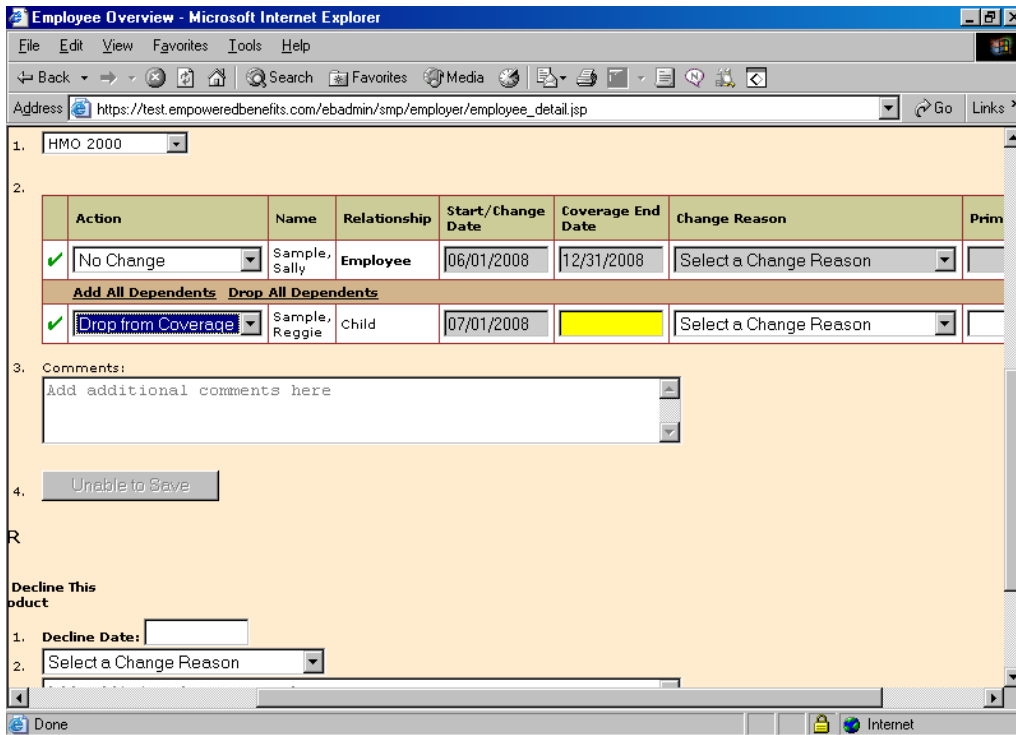 Employee Overview - Microsoft Internet Explorer
File Edit View Favorites Tools Help
Back Search Favorites Media
Address https://test.empoweredbenefits.com/ebadmin/smp/employer/employee_detail.jsp Go Links
1. HMO 2000
2.
Action Name Relationship Start/Change Date Coverage End Date Change Reason Prim
No Change Sample, Sally Employee 06/01/2008 12/31/2008 Select a Change Reason
Add All Dependents Drop All Dependents
Drop from Coverage Sample, Reggie Child 07/01/2008 Select a Change Reason
3. Comments:
Add additional comments here
4. Unable to Save
R
Decline This
oduct
1. Decline Date:
2. Select a Change Reason
Done Internet